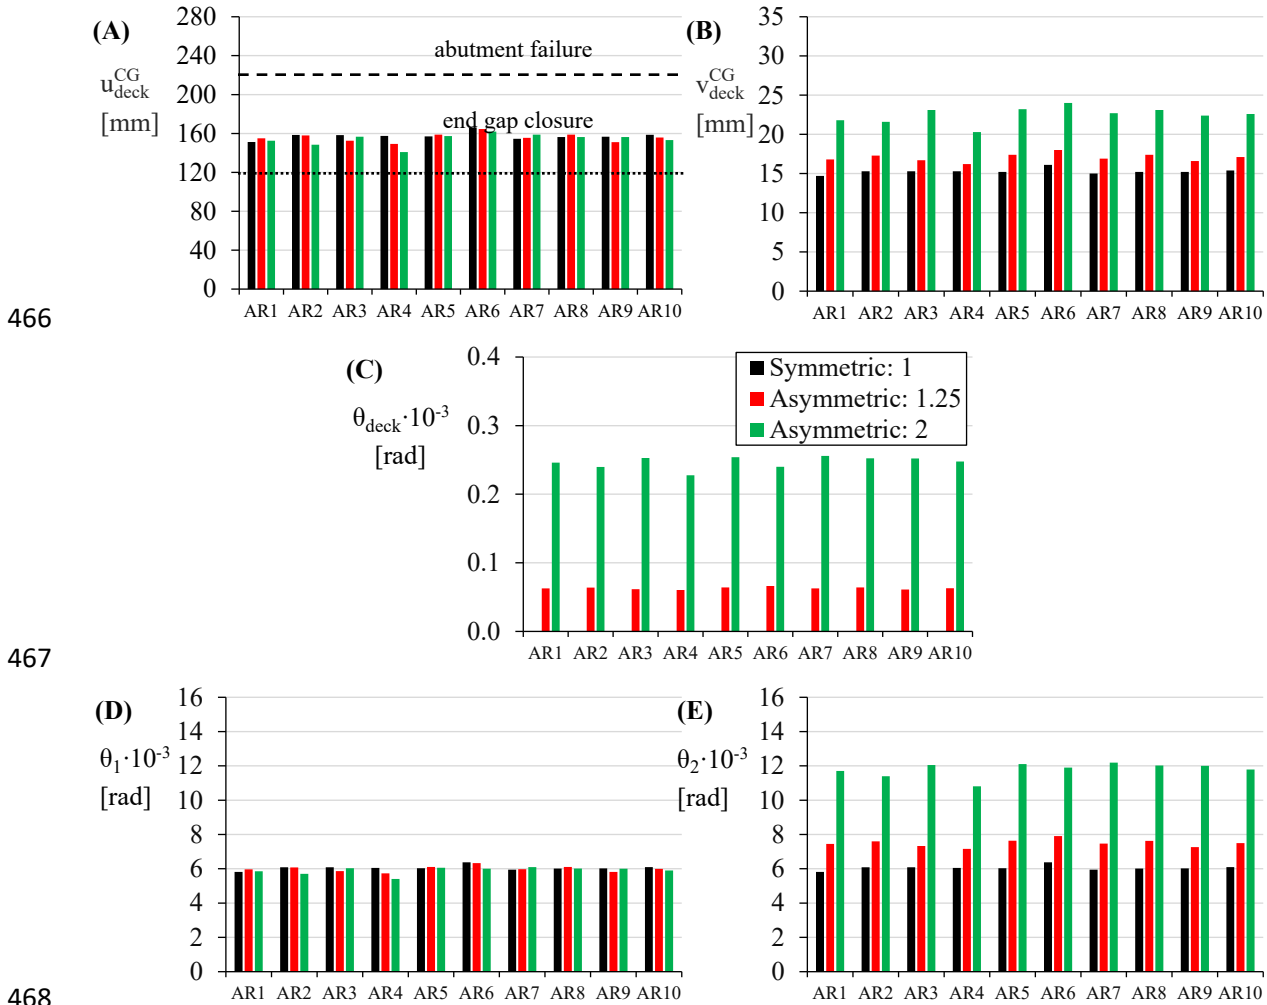 (A)
u_deck^CG
[mm]
280
240
200
160
120
80
40
0
abutment failure
end gap closure
AR1 AR2 AR3 AR4 AR5 AR6 AR7 AR8 AR9 AR10
(B)
v_deck^CG
[mm]
35
30
25
20
15
10
5
0
AR1 AR2 AR3 AR4 AR5 AR6 AR7 AR8 AR9 AR10
466
(C)
θ_deck·10^-3
[rad]
0.4
0.3
0.2
0.1
0.0
Symmetric: 1
Asymmetric: 1.25
Asymmetric: 2
AR1 AR2 AR3 AR4 AR5 AR6 AR7 AR8 AR9 AR10
467
(D)
θ_1·10^-3
[rad]
16
14
12
10
8
6
4
2
0
AR1 AR2 AR3 AR4 AR5 AR6 AR7 AR8 AR9 AR10
(E)
θ_2·10^-3
[rad]
16
14
12
10
8
6
4
2
0
AR1 AR2 AR3 AR4 AR5 AR6 AR7 AR8 AR9 AR10
468